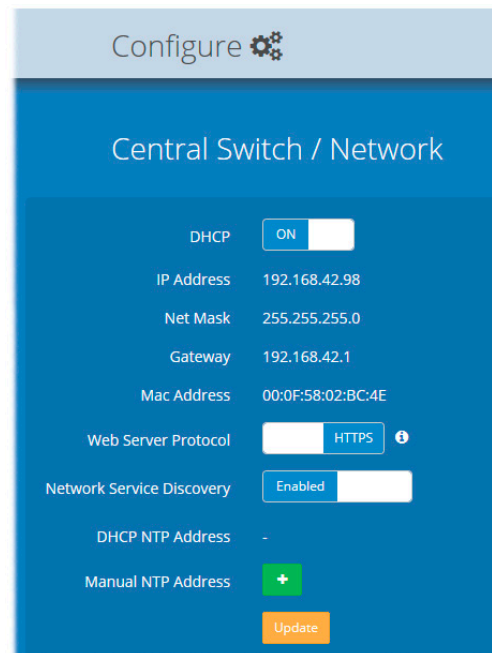 Configure
Central Switch / Network
DHCP ON
IP Address 192.168.42.98
Net Mask 255.255.255.0
Gateway 192.168.42.1
Mac Address 00:0F:58:02:BC:4E
Web Server Protocol HTTPS
Network Service Discovery Enabled
DHCP NTP Address -
Manual NTP Address +
Update